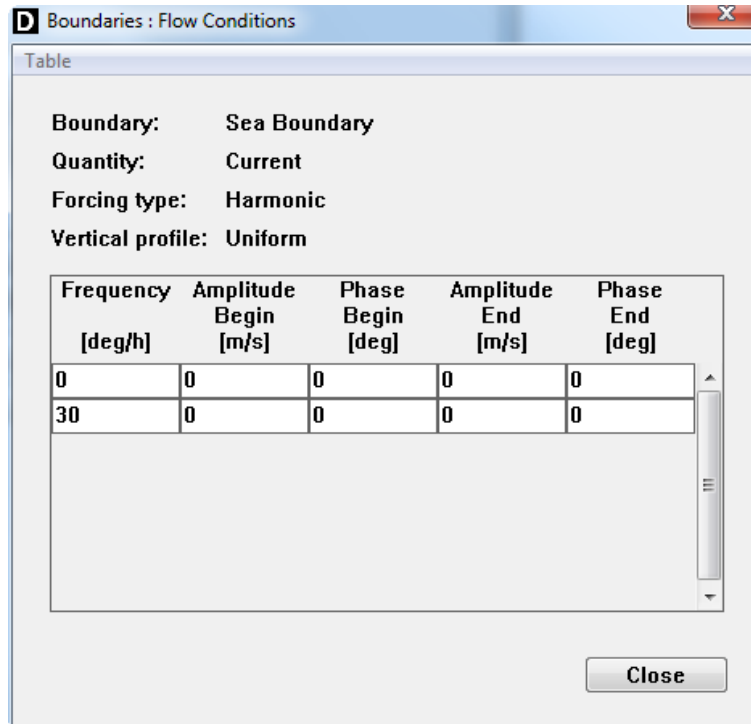 D Boundaries : Flow Conditions
X
Table
Boundary: Sea Boundary
Quantity: Current
Forcing type: Harmonic
Vertical profile: Uniform
Frequency Amplitude Phase Amplitude Phase
Begin Begin End End
[deg/h] [m/s] [deg] [m/s] [deg]
0 0 0 0 0
30 0 0 0 0
Close